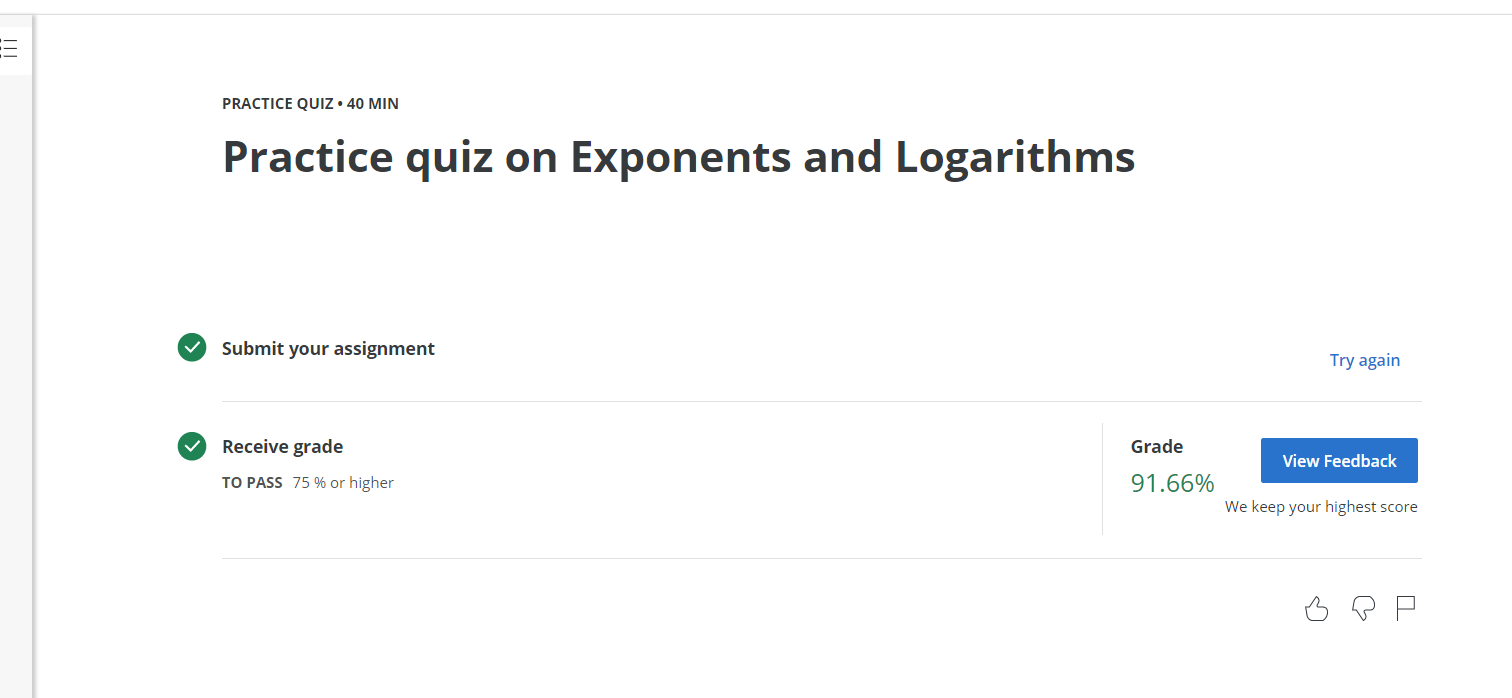 PRACTICE QUIZ • 40 MIN
Practice quiz on Exponents and Logarithms
Submit your assignment
Try again
Receive grade
TO PASS 75 % or higher
Grade
91.66%
View Feedback
We keep your highest score